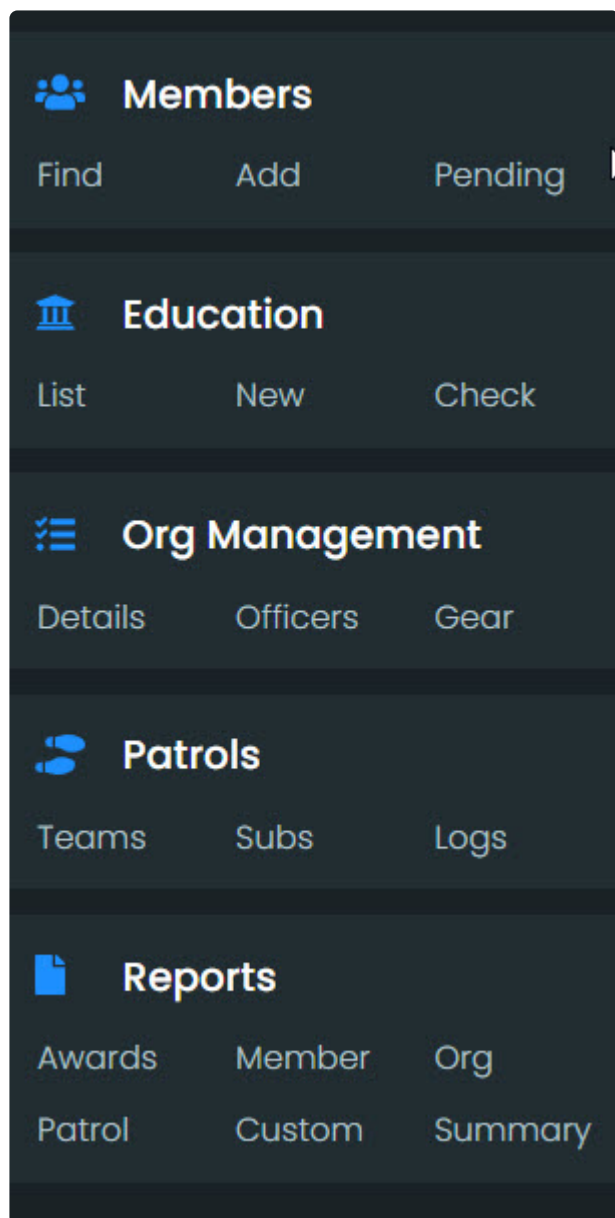 Members
Find Add Pending
Education
List New Check
Org Management
Details Officers Gear
Patrols
Teams Subs Logs
Reports
Awards Member Org
Patrol Custom Summary